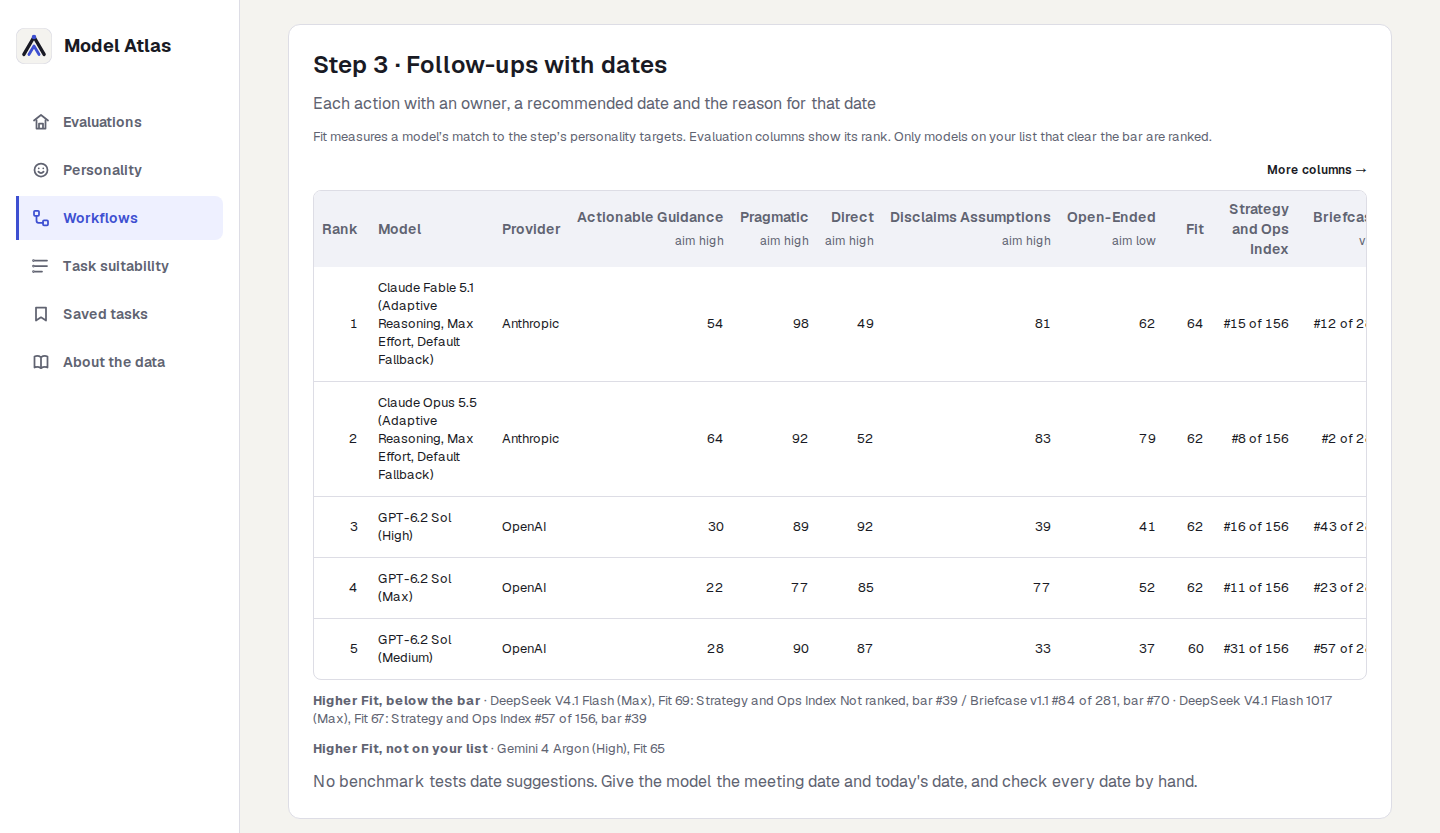 Model Atlas
Evaluations
Personality
Workflows
Task suitability
Saved tasks
About the data
Step 3 · Follow-ups with dates
Each action with an owner, a recommended date and the reason for that date
Fit measures a model's match to the step's personality targets. Evaluation columns show its rank. Only models on your list that clear the bar are ranked.
More columns →
Rank Model Provider Actionable Guidance aim high Pragmatic aim high Direct aim high Disclaims Assumptions aim high Open-Ended aim low Fit Strategy and Ops Index
1 Claude Fable 5.1 (Adaptive Reasoning, Max Effort, Default Fallback) Anthropic 54 98 49 81 62 64 #15 of 156 #12 of
2 Claude Opus 5.5 (Adaptive Reasoning, Max Effort, Default Fallback) Anthropic 64 92 52 83 79 62 #8 of 156 #2 of
3 GPT-6.2 Sol (High) OpenAI 30 89 92 39 41 62 #16 of 156 #43 of
4 GPT-6.2 Sol (Max) OpenAI 22 77 85 77 52 62 #11 of 156 #23 of
5 GPT-6.2 Sol (Medium) OpenAI 28 90 87 33 37 60 #31 of 156 #57 of
Higher Fit, below the bar · DeepSeek V4.1 Flash (Max), Fit 69: Strategy and Ops Index Not ranked, bar #39 / Briefcase v1.1 #84 of 281, bar #70 · DeepSeek V4.1 Flash 1017
(Max), Fit 67: Strategy and Ops Index #57 of 156, bar #39
Higher Fit, not on your list · Gemini 4 Argon (High), Fit 65
No benchmark tests date suggestions. Give the model the meeting date and today's date, and check every date by hand.